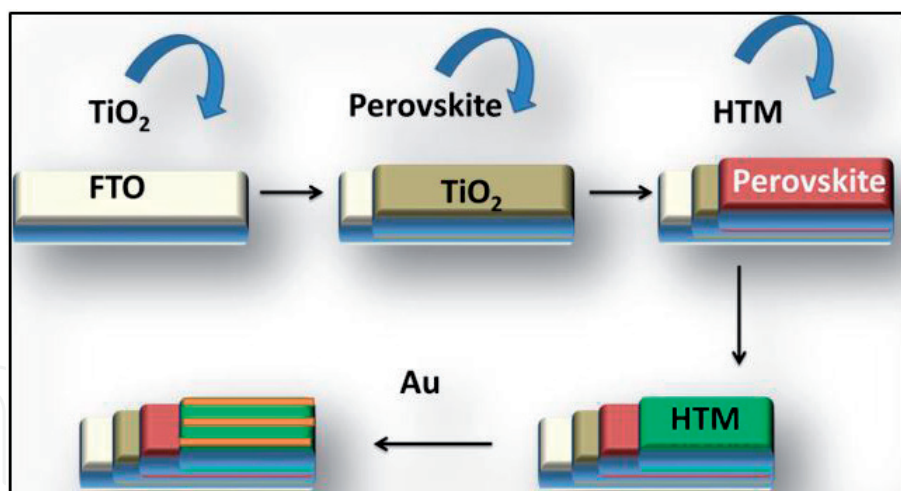 TiO₂
Perovskite
HTM
FTO
TiO₂
Perovskite
Au
HTM